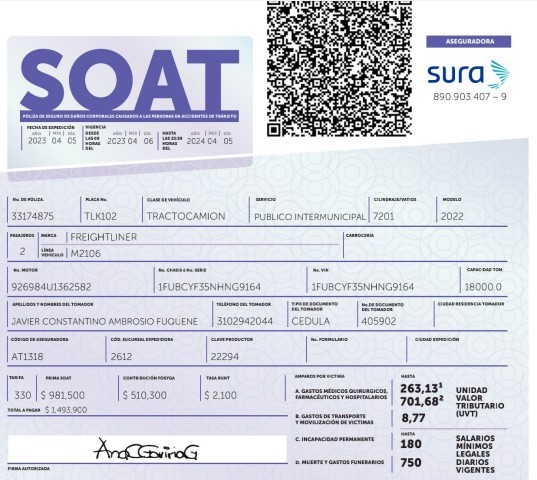 SOAT
PÓLIZA DE SEGURO DE DAÑOS CORPORALES CAUSADOS A LAS PERSONAS EN ACCIDENTES DE TRÁNSITO
FECHA DE EXPEDICIÓN VIGENCIA
AÑO MES DÍA DESDE LAS 00 HORAS DEL AÑO MES DÍA HASTA LAS 23:59 HORAS DEL AÑO MES DÍA
2023 04 05 2023 04 06 2024 04 05
ASEGURADORA
sura
890.903.407 – 9
No. DE PÓLIZA. PLACA No. CLASE DE VEHÍCULO SERVICIO CILINDRAJE/VATIOS MODELO
33174875 TLK102 TRACTOCAMION PUBLICO INTERMUNICIPAL 7201 2022
PASAJEROS MARCA FREIGHTLINER CARROCERÍA
2 LÍNEA VEHÍCULO M2106
No. MOTOR No. CHASIS ó No. SERIE No. VIN CAPACIDAD TON
926984U1362582 1FUBCYF35NHNG9164 1FUBCYF35NHNG9164 18000.0
APELLIDOS Y NOMBRES DEL TOMADOR TELÉFONO DEL TOMADOR TIPO DE DOCUMENTO DEL TOMADOR No. DE DOCUMENTO DEL TOMADOR CIUDAD RESIDENCIA TOMADOR
JAVIER CONSTANTINO AMBROSIO FUQUENE 3102942044 CEDULA 405902
CÓDIGO DE ASEGURADORA CÓD. SUCURSAL EXPEDIDORA CLAVE PRODUCTOR No. FORMULARIO CIUDAD EXPEDICIÓN
AT1318 2612 22294
TARIFA PRIMA SOAT CONTRIBUCIÓN FOSYGA TASA RUNT
330 $ 981,500 $ 510,300 $ 2,100
TOTAL A PAGAR $ 1,493,900
AMPAROS POR VICTIMA HASTA
A. GASTOS MÉDICOS QUIRURGICOS, FARMACÉUTICOS Y HOSPITALARIOS 263,13¹ 701,68² UNIDAD VALOR TRIBUTARIO (UVT)
B. GASTOS DE TRANSPORTE Y MOVILIZACIÓN DE VICTIMAS 8,77
C. INCAPACIDAD PERMANENTE HASTA 180 SALARIOS MÍNIMOS LEGALES DIARIOS VIGENTES
D. MUERTE Y GASTOS FUNERARIOS 750
AnaCGaviriaG
FIRMA AUTORIZADA